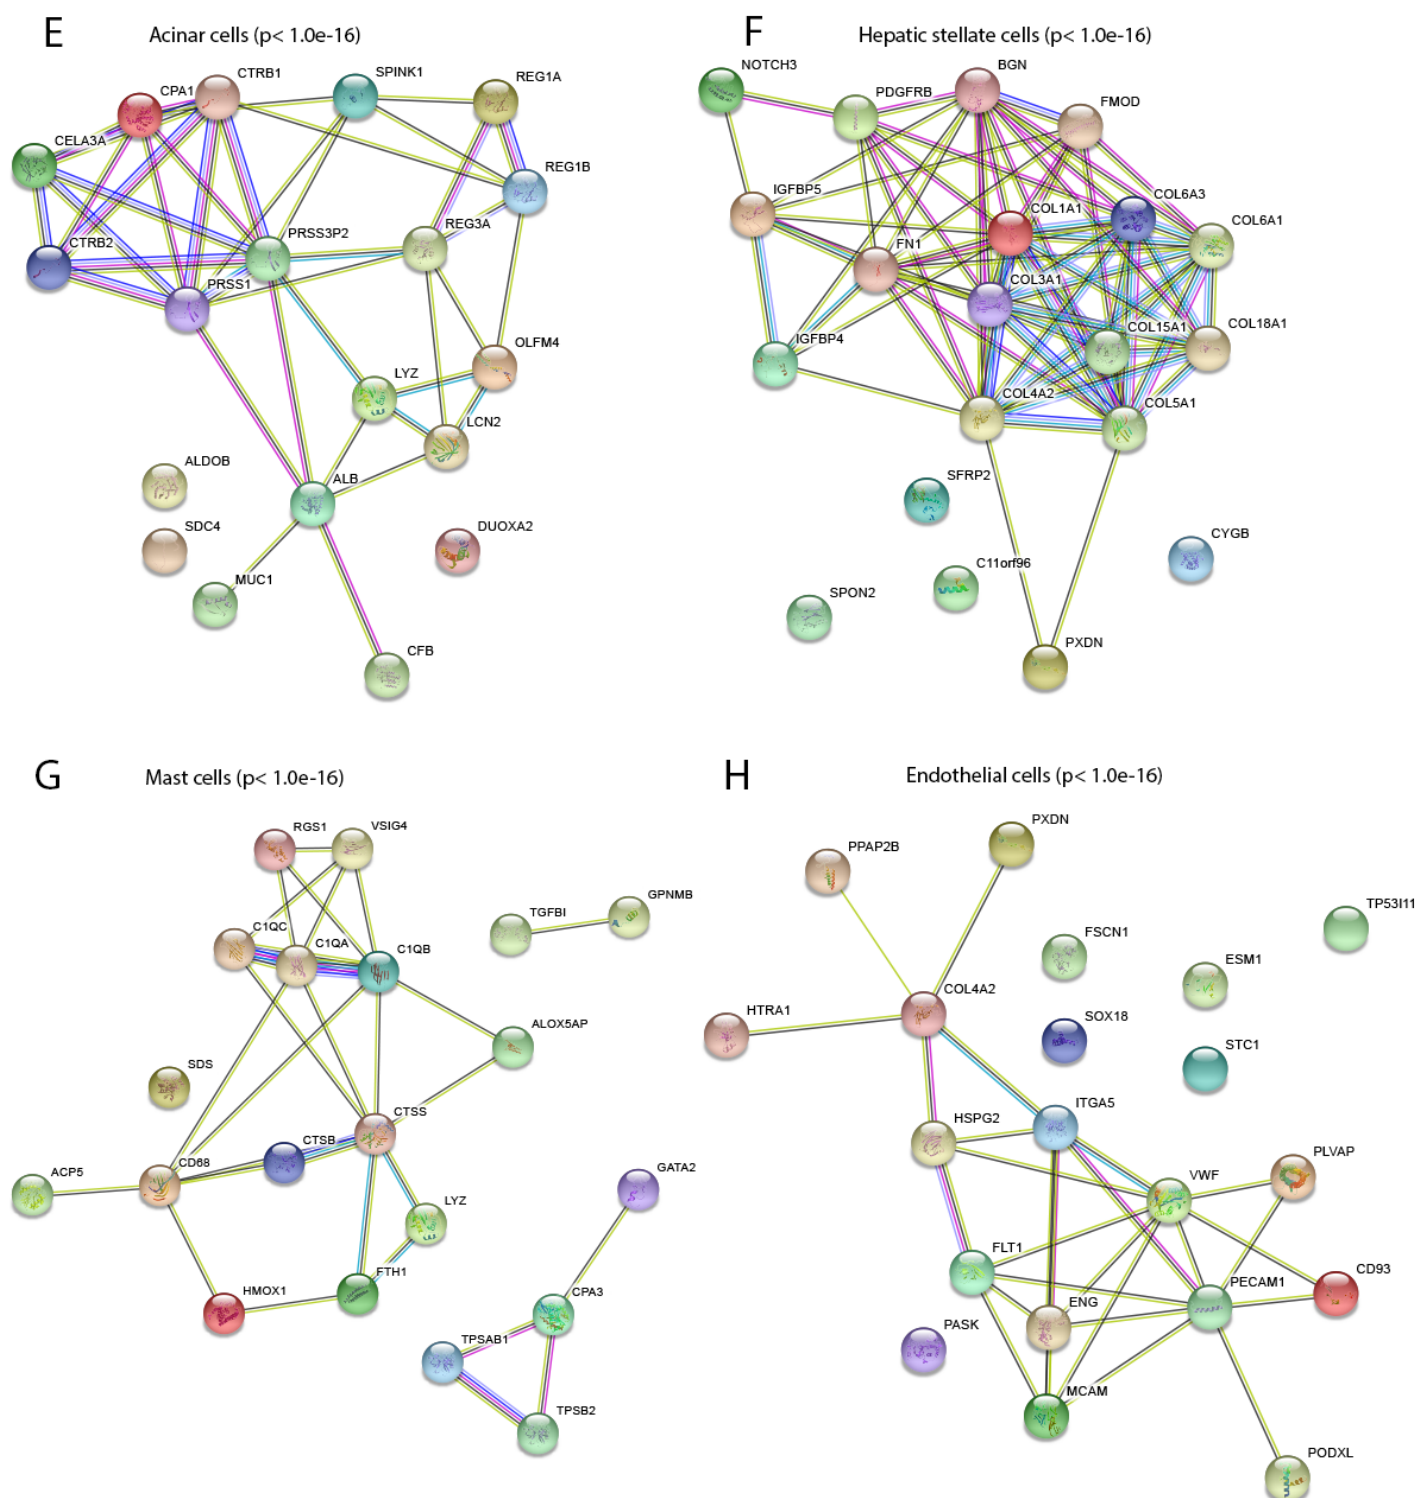 E
Acinar cells (p< 1.0e-16)
CPA1
CTRB1
SPINK1
REG1A
CELA3A
REG1B
CTRB2
PRSS3P2
REG3A
PRSS1
OLFM4
LYZ
LCN2
ALDOB
ALB
SDC4
DUOXA2
MUC1
CFB
F
Hepatic stellate cells (p< 1.0e-16)
NOTCH3
BGN
PDGFRB
FMOD
IGFBP5
COL1A1
COL6A3
COL6A1
FN1
COL3A1
COL15A1
COL18A1
IGFBP4
COL4A2
COL5A1
SFRP2
CYGB
C11orf96
SPON2
PXDN
G
Mast cells (p< 1.0e-16)
RGS1
VSIG4
GPNMB
TGFBI
C1QC
C1QA
C1QB
ALOX5AP
SDS
CTSS
CTSB
CD68
ACP5
GATA2
LYZ
FTH1
HMOX1
CPA3
TPSAB1
TPSB2
H
Endothelial cells (p< 1.0e-16)
PXDN
PPAP2B
TP53I11
FSCN1
ESM1
COL4A2
HTRA1
SOX18
STC1
ITGA5
HSPG2
PLVAP
VWF
FLT1
CD93
PECAM1
ENG
PASK
MCAM
PODXL